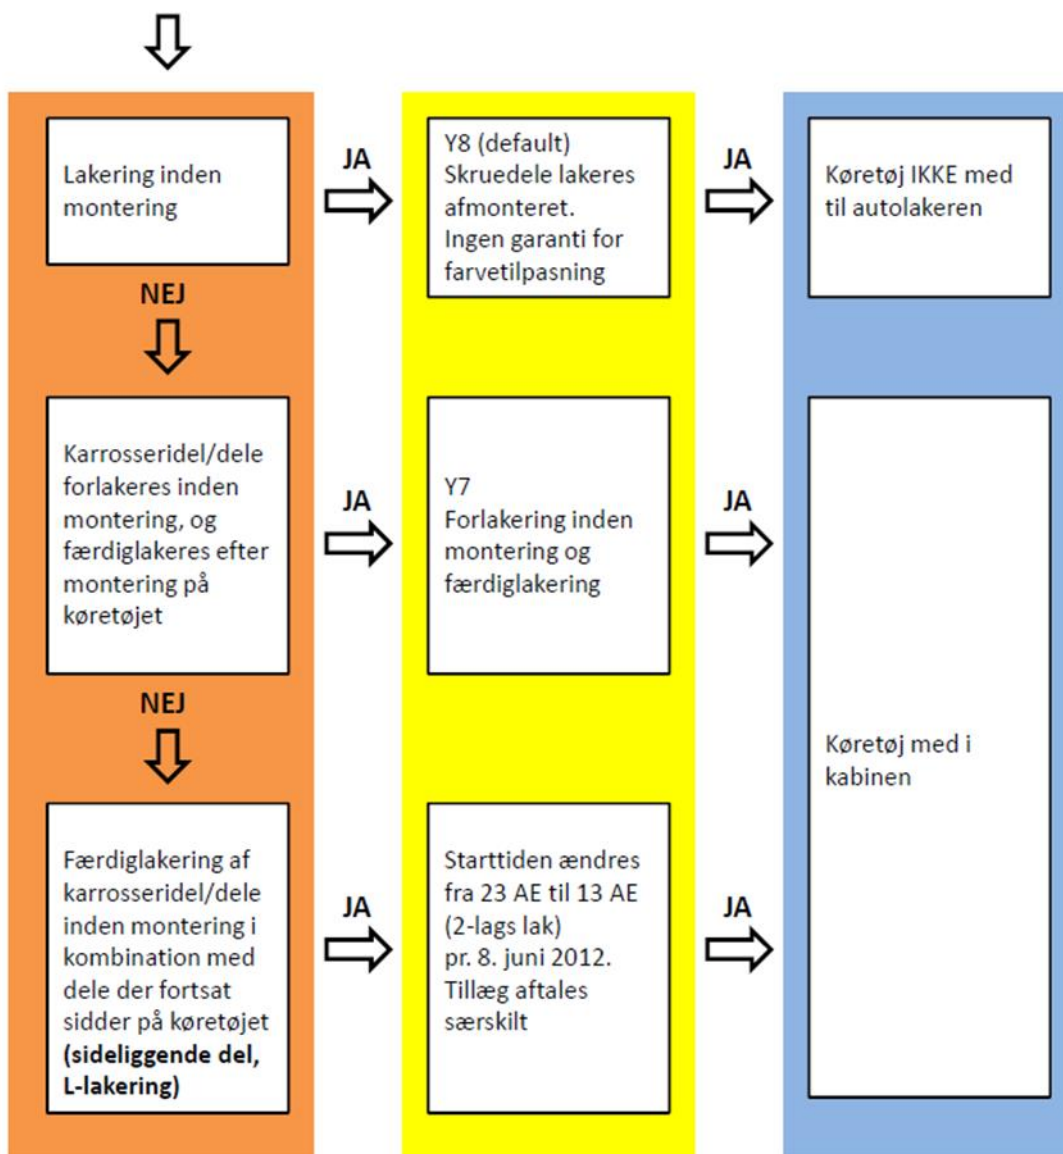 Lakering inden
montering
JA
Y8 (default)
Skruedele lakeres
afmonteret.
Ingen garanti for
farvetilpasning
JA
Køretøj IKKE med
til autolakeren
NEJ
Karrosseridel/dele
forlakeres inden
montering, og
færdiglakeres efter
montering på
køretøjet
JA
Y7
Forlakering inden
montering og
færdiglakering
JA
Køretøj med i
kabinen
NEJ
Færdiglakering af
karrosseridel/dele
inden montering i
kombination med
dele der fortsat
sidder på køretøjet
(sideliggende del,
L-lakering)
JA
Starttiden ændres
fra 23 AE til 13 AE
(2-lags lak)
pr. 8. juni 2012.
Tillæg aftales
særskilt
JA